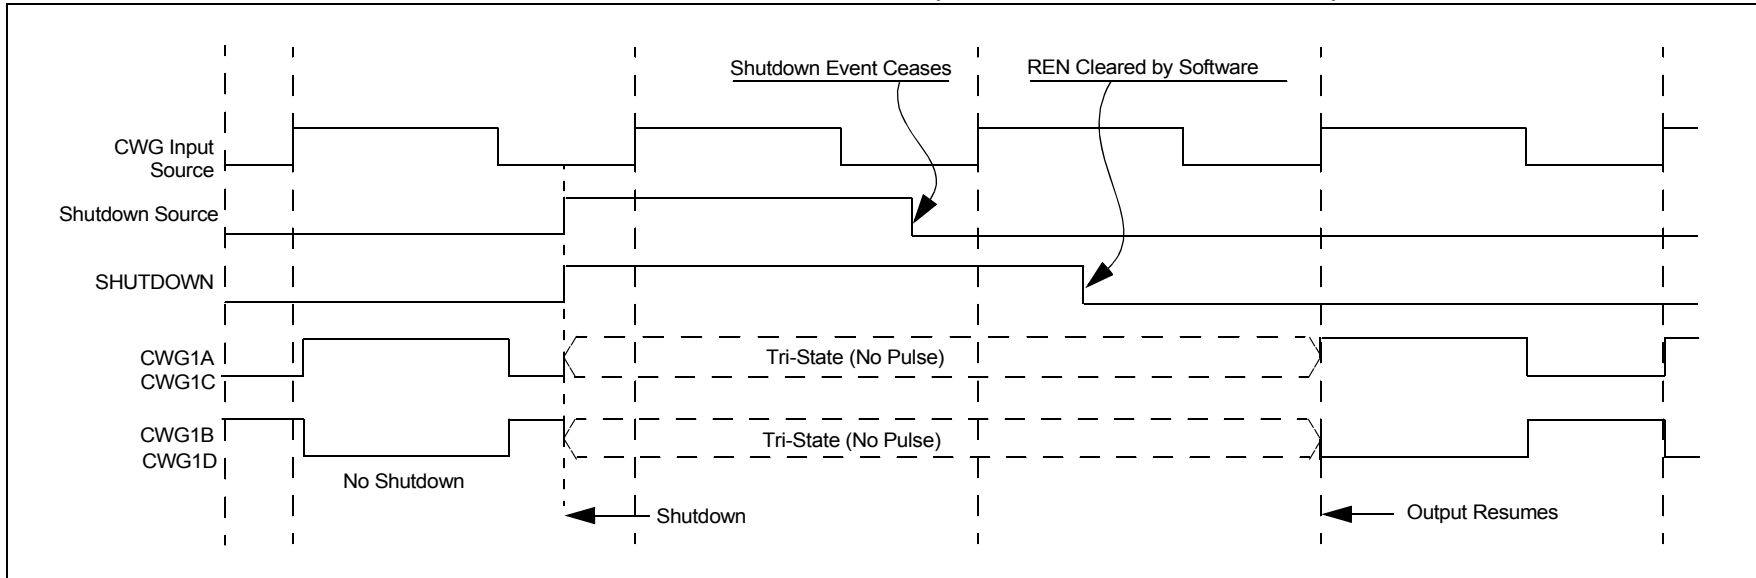 Shutdown Event Ceases
REN Cleared by Software
CWG Input
Source
Shutdown Source
SHUTDOWN
CWG1A
CWG1C
Tri-State (No Pulse)
CWG1B
CWG1D
Tri-State (No Pulse)
No Shutdown
Shutdown
Output Resumes